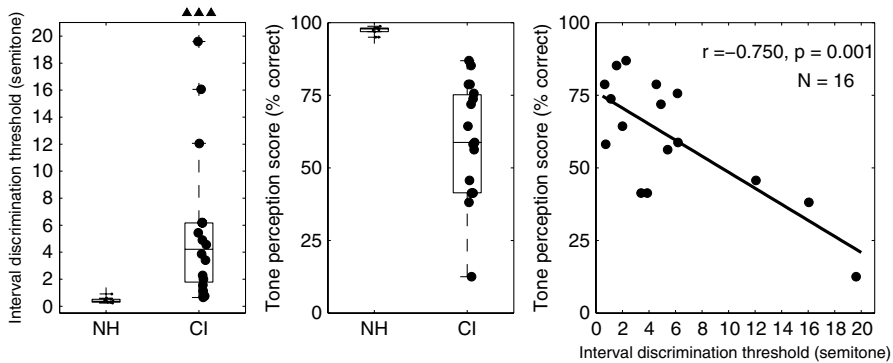 Interval discrimination threshold (semitone)
20
18
16
14
12
10
8
6
4
2
0
NH CI
Tone perception score (% correct)
100
75
50
25
0
NH CI
Tone perception score (% correct)
100
75
50
25
0
r =−0.750, p = 0.001
N = 16
0 2 4 6 8 10 12 14 16 18 20
Interval discrimination threshold (semitone)